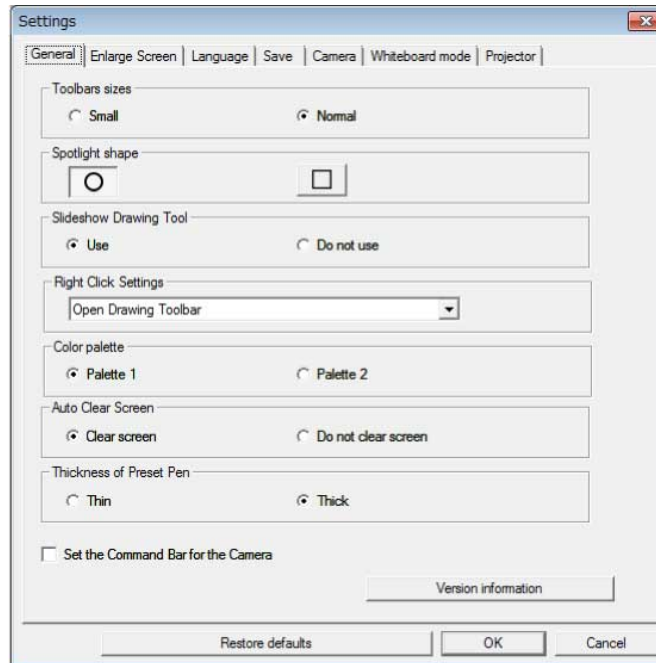 Settings
General Enlarge Screen Language Save Camera Whiteboard mode Projector
Toolbars sizes
Small Normal
Spotlight shape
Slideshow Drawing Tool
Use Do not use
Right Click Settings
Open Drawing Toolbar
Color palette
Palette 1 Palette 2
Auto Clear Screen
Clear screen Do not clear screen
Thickness of Preset Pen
Thin Thick
Set the Command Bar for the Camera
Version information
Restore defaults OK Cancel